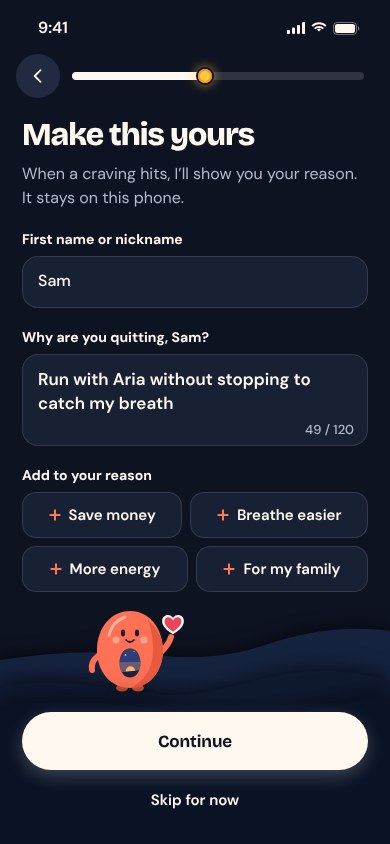 9:41
Make this yours
When a craving hits, I’ll show you your reason.
It stays on this phone.
First name or nickname
Sam
Why are you quitting, Sam?
Run with Aria without stopping to
catch my breath
49 / 120
Add to your reason
+ Save money
+ Breathe easier
+ More energy
+ For my family
Continue
Skip for now